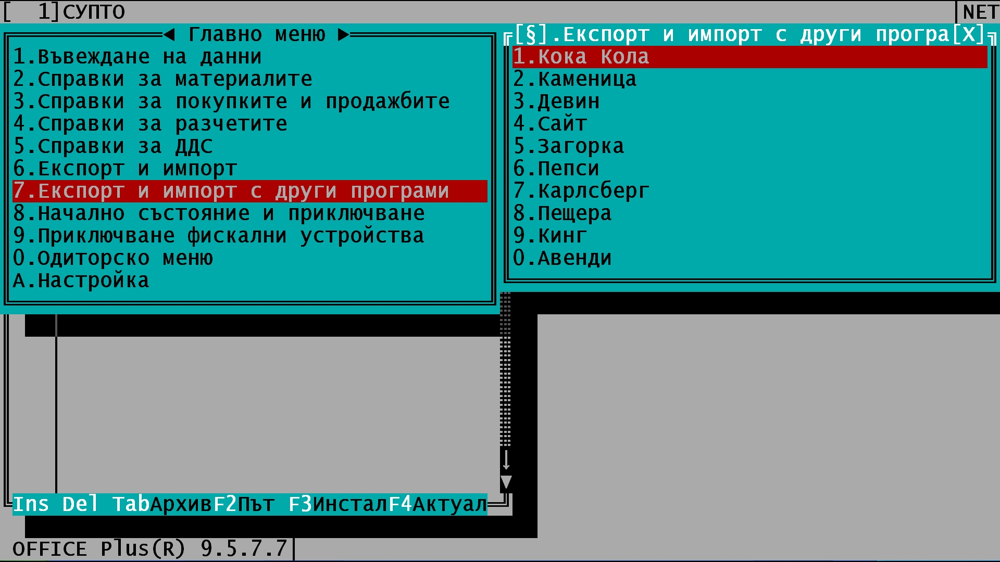 [  1]СУПТО
NET
◄ Главно меню ►
1.Въвеждане на данни
2.Справки за материалите
3.Справки за покупките и продажбите
4.Справки за разчетите
5.Справки за ДДС
6.Експорт и импорт
7.Експорт и импорт с други програми
8.Начално състояние и приключване
9.Приключване фискални устройства
0.Одиторско меню
А.Настройка
[§].Експорт и импорт с други програ[X]
1.Кока Кола
2.Каменица
3.Девин
4.Сайт
5.Загорка
6.Пепси
7.Карлсберг
8.Пещера
9.Кинг
0.Авенди
Ins Del TabАрхивF2Път F3ИнсталF4Актуал
OFFICE Plus(R) 9.5.7.7